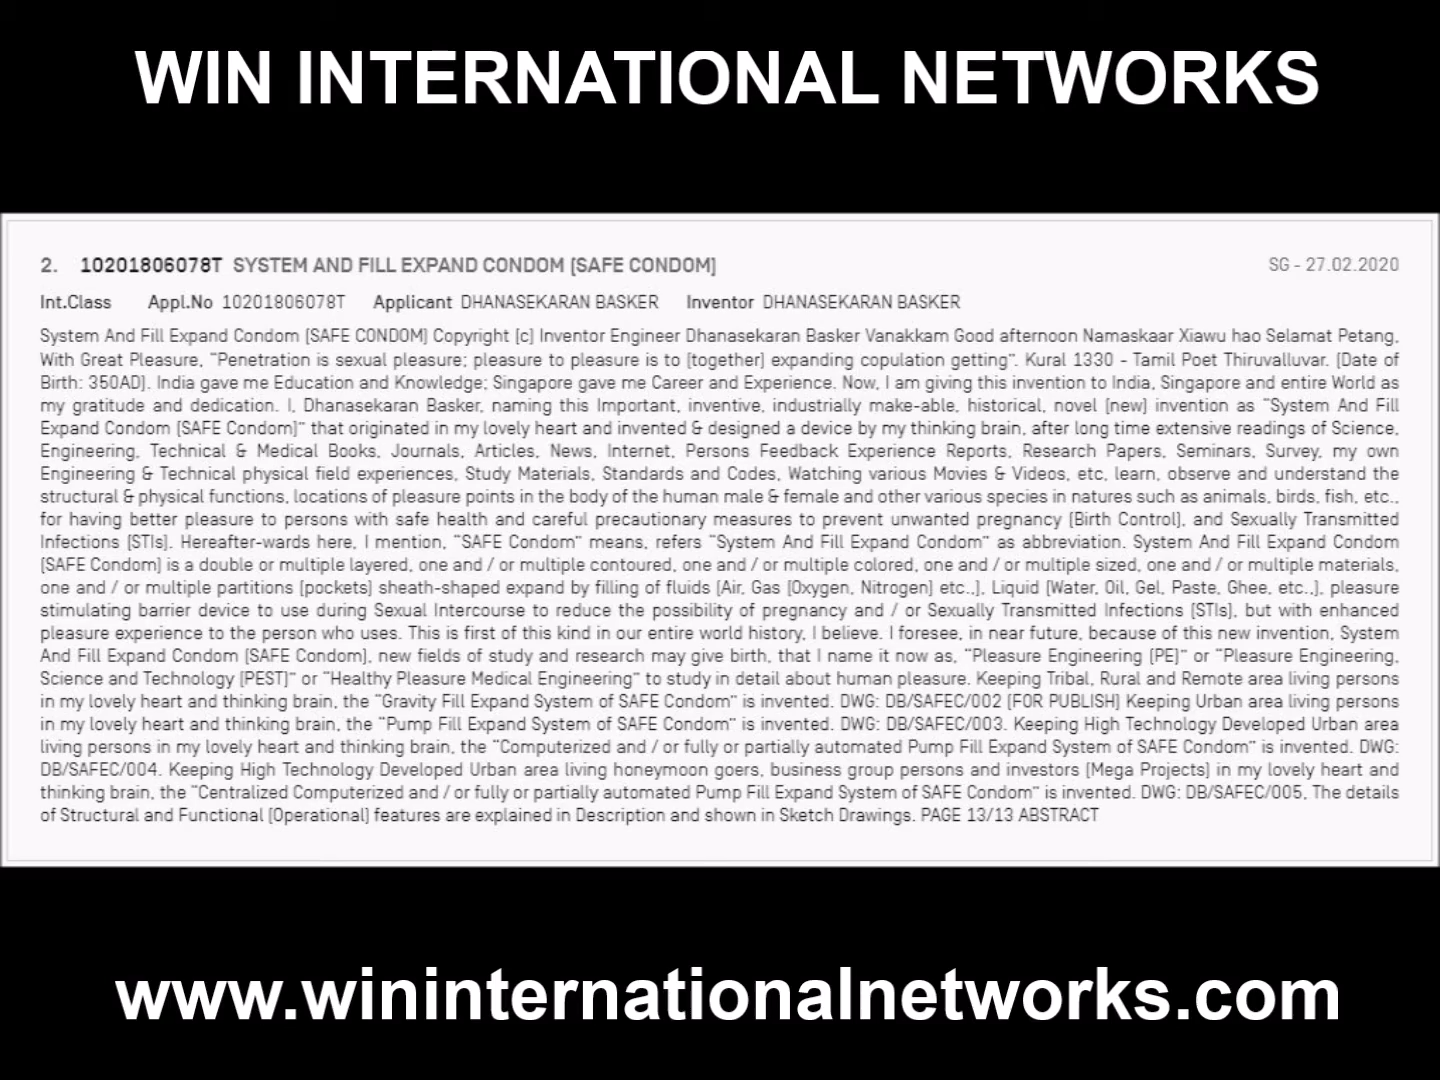 WIN INTERNATIONAL NETWORKS
2. 10201806078T SYSTEM AND FILL EXPAND CONDOM [SAFE CONDOM]
SG - 27.02.2020
Int.Class Appl.No 10201806078T Applicant DHANASEKARAN BASKER Inventor DHANASEKARAN BASKER
System And Fill Expand Condom [SAFE CONDOM] Copyright [c] Inventor Engineer Dhanasekaran Basker Vanakkam Good afternoon Namaskaar Xiawu hao Selamat Petang,
With Great Pleasure, "Penetration is sexual pleasure; pleasure to pleasure is to [together] expanding copulation getting". Kural 1330 - Tamil Poet Thiruvalluvar. [Date of
Birth: 350AD]. India gave me Education and Knowledge; Singapore gave me Career and Experience. Now, I am giving this invention to India, Singapore and entire World as
my gratitude and dedication. I, Dhanasekaran Basker, naming this Important, inventive, industrially make-able, historical, novel [new] invention as "System And Fill
Expand Condom [SAFE Condom]" that originated in my lovely heart and invented & designed a device by my thinking brain, after long time extensive readings of Science,
Engineering, Technical & Medical Books, Journals, Articles, News, Internet, Persons Feedback Experience Reports, Research Papers, Seminars, Survey, my own
Engineering & Technical physical field experiences, Study Materials, Standards and Codes, Watching various Movies & Videos, etc, learn, observe and understand the
structural & physical functions, locations of pleasure points in the body of the human male & female and other various species in natures such as animals, birds, fish, etc.,
for having better pleasure to persons with safe health and careful precautionary measures to prevent unwanted pregnancy [Birth Control], and Sexually Transmitted
Infections [STIs]. Hereafter-wards here, I mention, "SAFE Condom" means, refers "System And Fill Expand Condom" as abbreviation. System And Fill Expand Condom
[SAFE Condom] is a double or multiple layered, one and / or multiple contoured, one and / or multiple colored, one and / or multiple sized, one and / or multiple materials,
one and / or multiple partitions [pockets] sheath-shaped expand by filling of fluids [Air, Gas [Oxygen, Nitrogen] etc.,], Liquid [Water, Oil, Gel, Paste, Ghee, etc.,], pleasure
stimulating barrier device to use during Sexual Intercourse to reduce the possibility of pregnancy and / or Sexually Transmitted Infections [STIs], but with enhanced
pleasure experience to the person who uses. This is first of this kind in our entire world history, I believe. I foresee, in near future, because of this new invention, System
And Fill Expand Condom [SAFE Condom], new fields of study and research may give birth, that I name it now as, "Pleasure Engineering [PE]" or "Pleasure Engineering,
Science and Technology [PEST]" or "Healthy Pleasure Medical Engineering" to study in detail about human pleasure. Keeping Tribal, Rural and Remote area living persons
in my lovely heart and thinking brain, the "Gravity Fill Expand System of SAFE Condom" is invented. DWG: DB/SAFEC/002 [FOR PUBLISH] Keeping Urban area living persons
in my lovely heart and thinking brain, the "Pump Fill Expand System of SAFE Condom" is invented. DWG: DB/SAFEC/003. Keeping High Technology Developed Urban area
living persons in my lovely heart and thinking brain, the "Computerized and / or fully or partially automated Pump Fill Expand System of SAFE Condom" is invented. DWG:
DB/SAFEC/004. Keeping High Technology Developed Urban area living honeymoon goers, business group persons and investors [Mega Projects] in my lovely heart and
thinking brain, the "Centralized Computerized and / or fully or partially automated Pump Fill Expand System of SAFE Condom" is invented. DWG: DB/SAFEC/005, The details
of Structural and Functional [Operational] features are explained in Description and shown in Sketch Drawings. PAGE 13/13 ABSTRACT
www.wininternationalnetworks.com